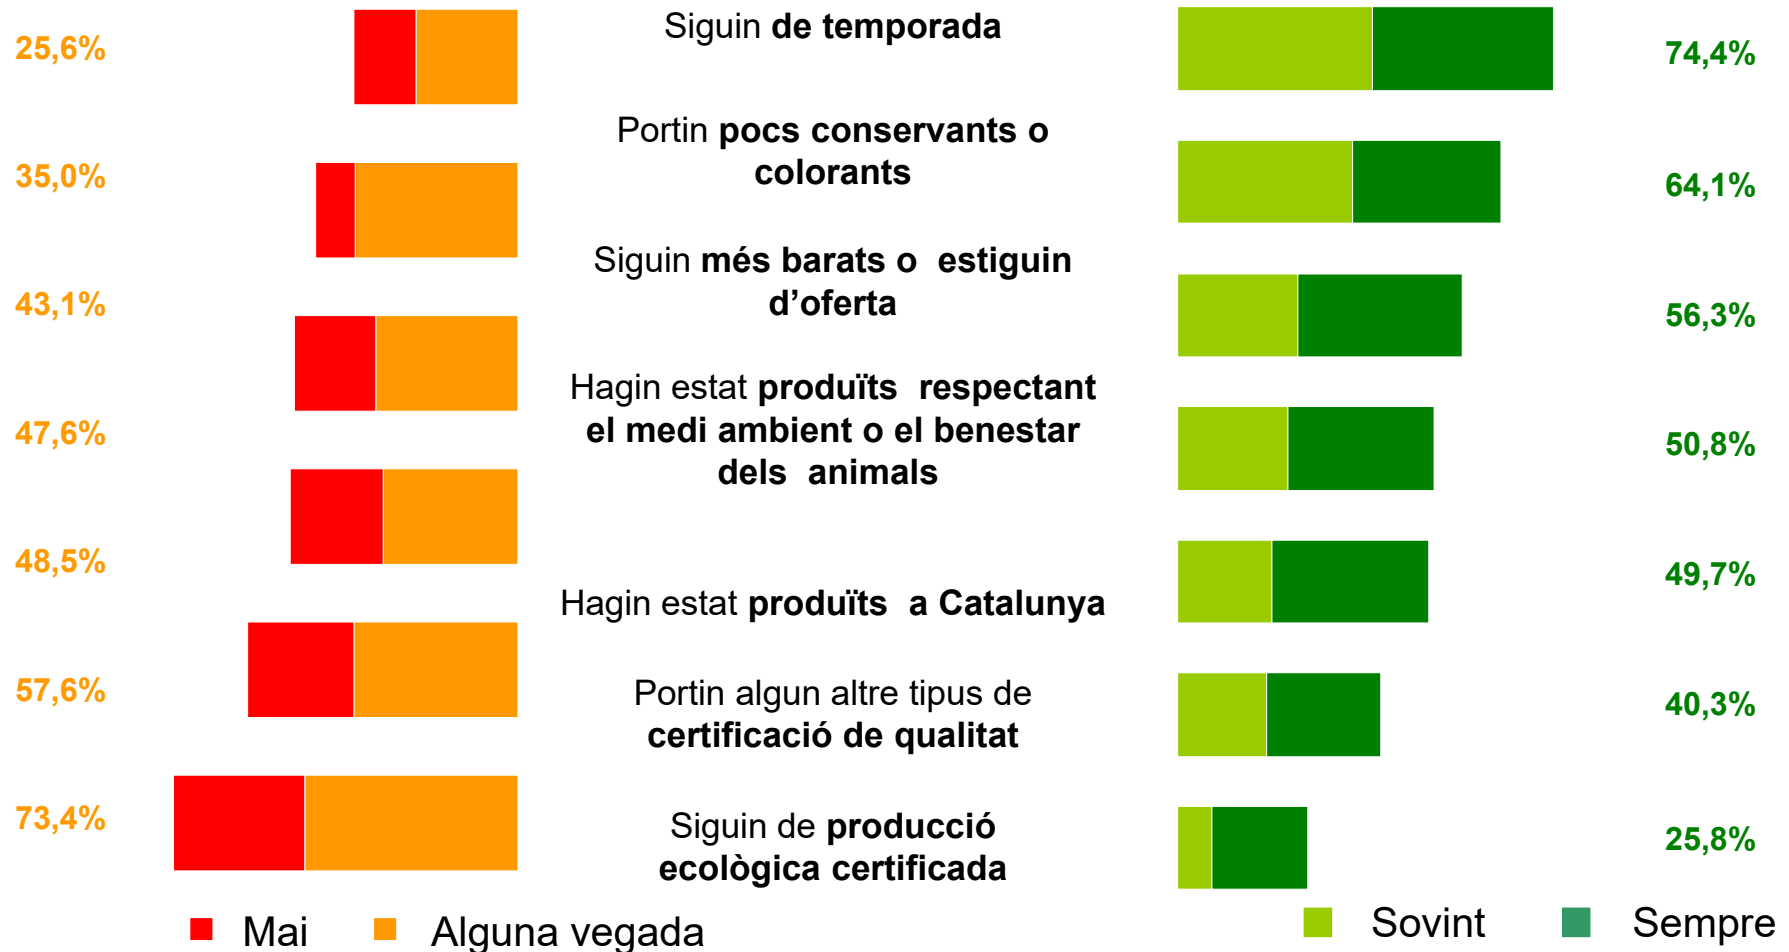 25,6%
Siguin de temporada
74,4%
35,0%
Portin pocs conservants o
colorants
64,1%
43,1%
Siguin més barats o  estiguin
d’oferta
56,3%
47,6%
Hagin estat produïts  respectant
el medi ambient o el benestar
dels  animals
50,8%
48,5%
Hagin estat produïts  a Catalunya
49,7%
57,6%
Portin algun altre tipus de
certificació de qualitat
40,3%
73,4%
Siguin de producció
ecològica certificada
25,8%
Mai
Alguna vegada
Sovint
Sempre